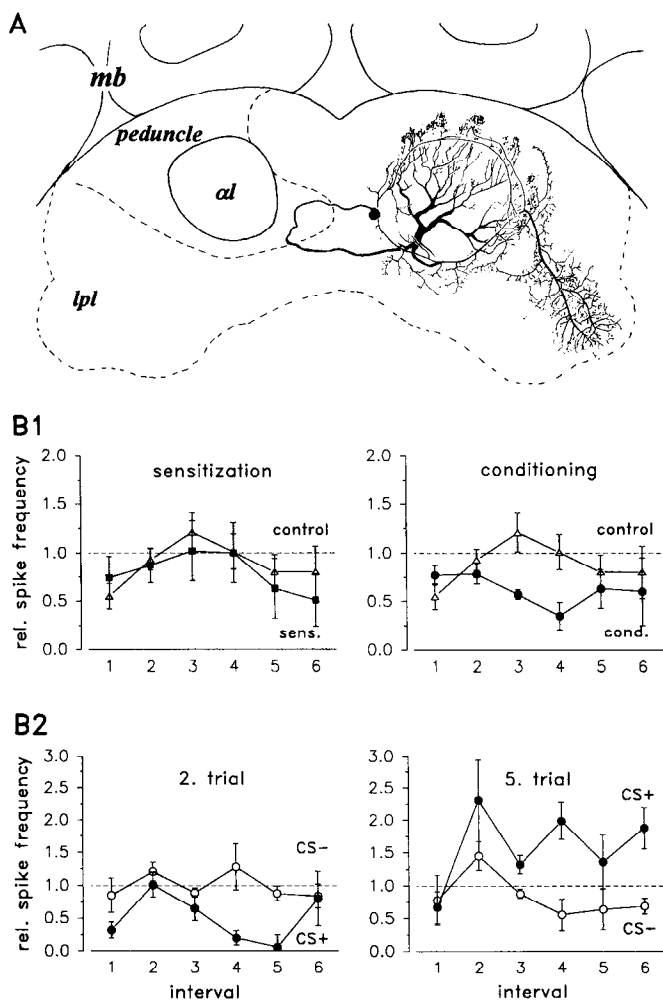 A
mb
peduncle
αl
lpl
B1
sensitization
conditioning
rel. spike frequency
2.0
1.5
1.0
0.5
0.0
control
sens.
1 2 3 4 5 6
2.0
1.5
1.0
0.5
0.0
control
cond.
1 2 3 4 5 6
B2
2. trial
5. trial
rel. spike frequency
3.0
2.5
2.0
1.5
1.0
0.5
0.0
CS-
CS+
1 2 3 4 5 6
interval
3.0
2.5
2.0
1.5
1.0
0.5
0.0
CS+
CS-
1 2 3 4 5 6
interval